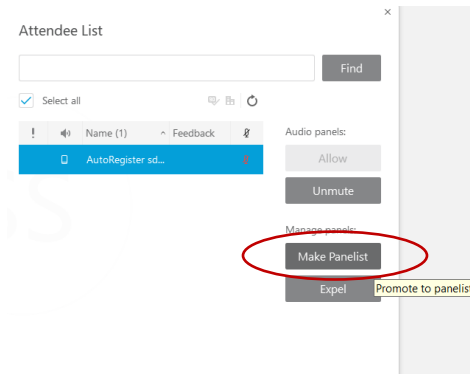 ×
Attendee List
Find
Select all
! Name (1) ^ Feedback
Audio panels:
AutoRegister sd...
Allow
Unmute
Manage panels:
Make Panelist
Expel
Promote to panelist